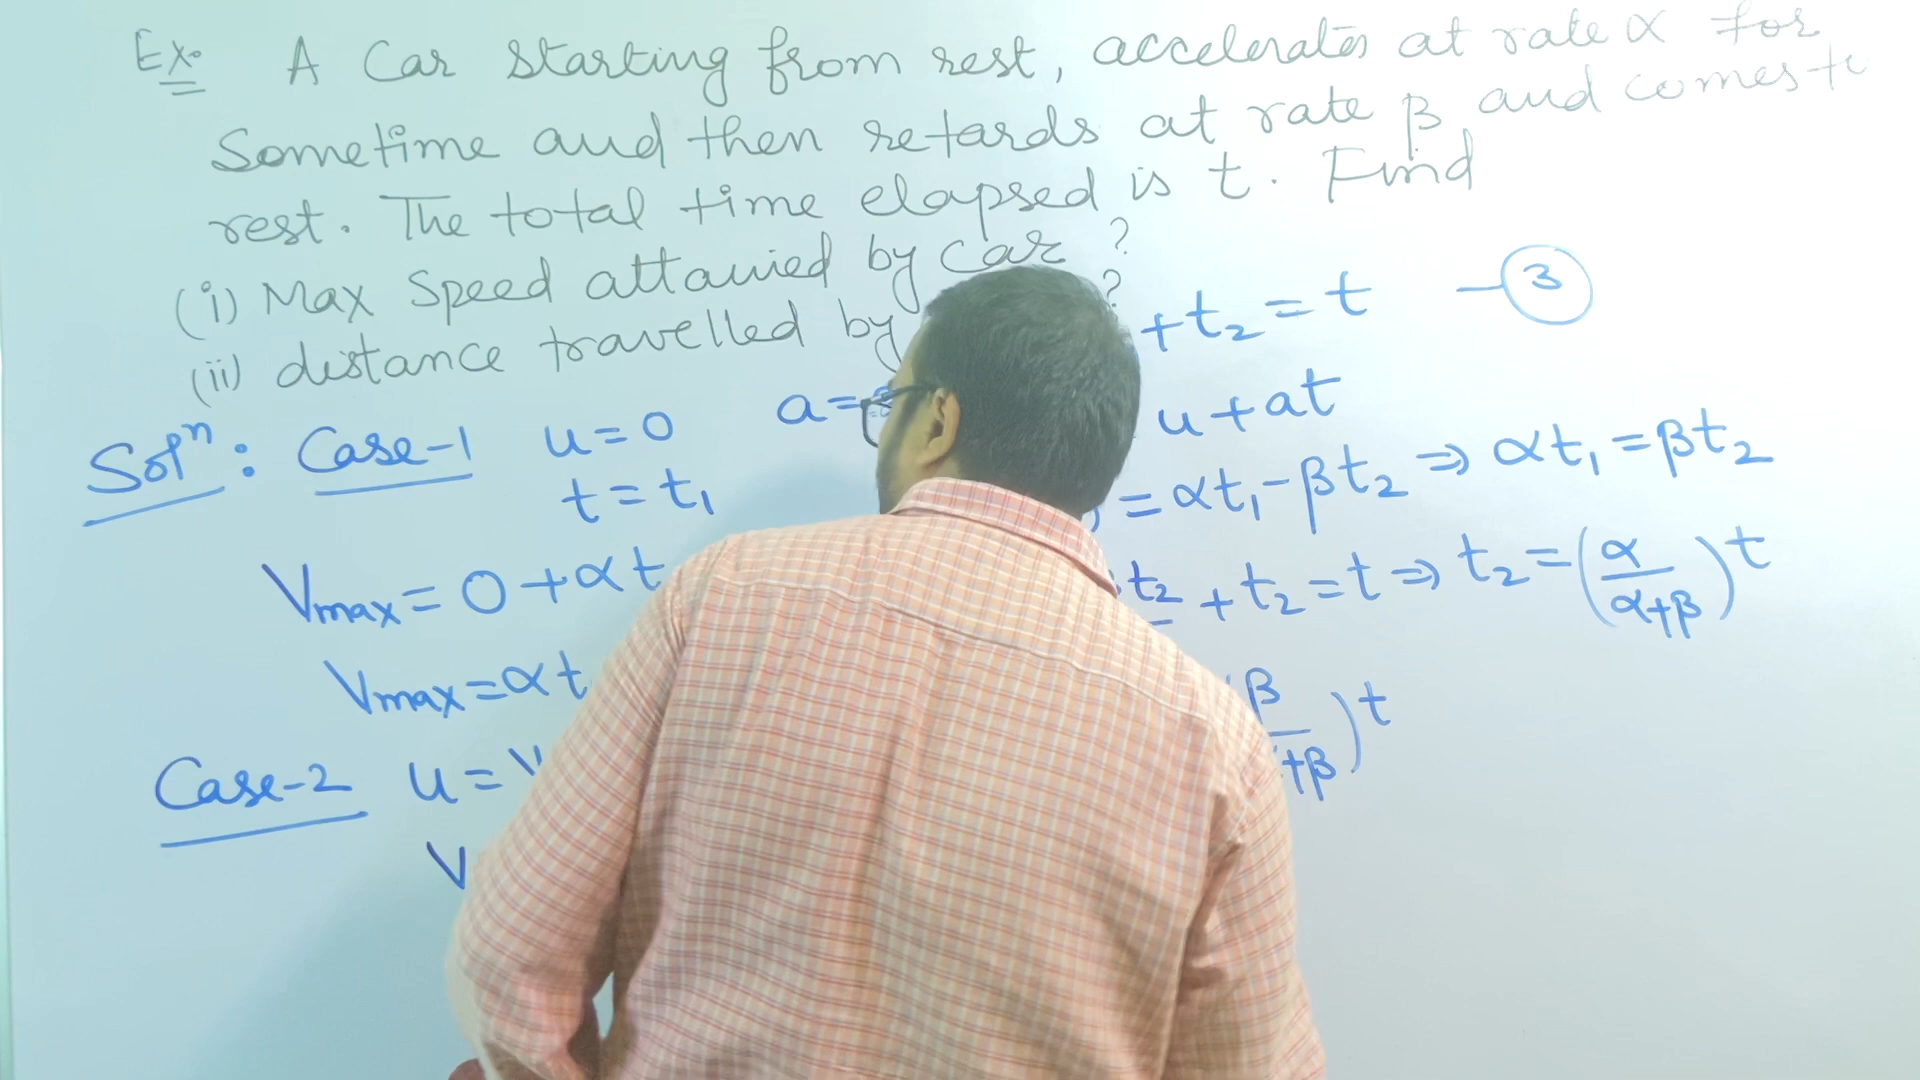 Ex. A Car starting from rest, accelerates at rate α for
Sometime and then retards at rate β and comes to
rest. The total time elapsed is t. Find
(i) Max Speed attained by Car ?
(ii) distance travelled by ?
+t₂ = t — ③
Solⁿ: Case-1 u = 0 a =
u + at
t = t₁
= αt₁ - βt₂ ⇒ αt₁ = βt₂
Vmax = 0 + αt
t₂ + t₂ = t ⇒ t₂ = (α/(α+β)) t
Vmax = αt
β/+β) t
Case-2 u = V
V